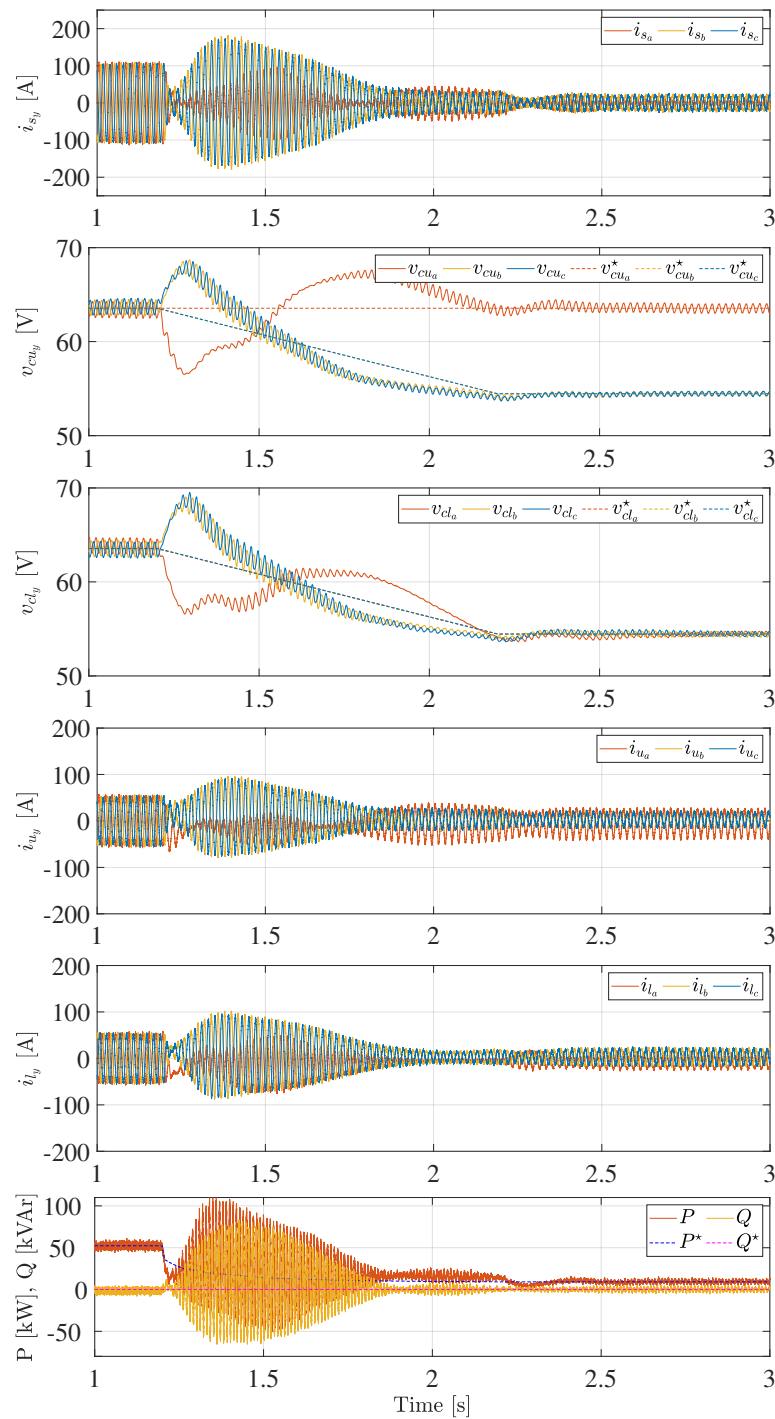 200
100
0
-100
-200
i_{s_y} [A]
i_{s_a} i_{s_b} i_{s_c}
1 1.5 2 2.5 3
70
60
50
v_{cu_y} [V]
v_{cu_a} v_{cu_b} v_{cu_c} v^★_{cu_a} v^★_{cu_b} v^★_{cu_c}
1 1.5 2 2.5 3
70
60
50
v_{cl_y} [V]
v_{cl_a} v_{cl_b} v_{cl_c} v^★_{cl_a} v^★_{cl_b} v^★_{cl_c}
1 1.5 2 2.5 3
200
100
0
-100
-200
i_{u_y} [A]
i_{u_a} i_{u_b} i_{u_c}
1 1.5 2 2.5 3
200
100
0
-100
-200
i_{l_y} [A]
i_{l_a} i_{l_b} i_{l_c}
1 1.5 2 2.5 3
100
50
0
-50
P [kW], Q [kVAr]
P Q
P^★ Q^★
1 1.5 2 2.5 3
Time [s]